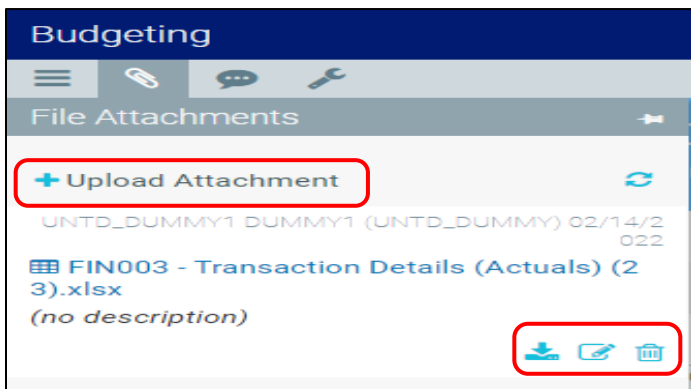 Budgeting
File Attachments
Upload Attachment
UNTD_DUMMY1 DUMMY1 (UNTD_DUMMY) 02/14/2
022
FIN003 - Transaction Details (Actuals) (2
3).xlsx
(no description)